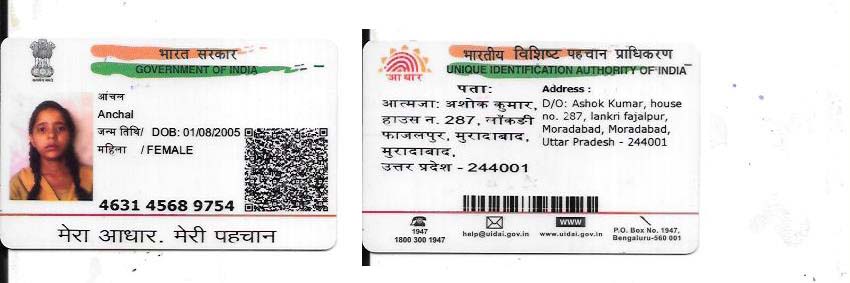 भारत सरकार
GOVERNMENT OF INDIA
आंचल
Anchal
जन्म तिथि/ DOB: 01/08/2005
महिला / FEMALE
4631 4568 9754
मेरा आधार, मेरी पहचान
भारतीय विशिष्ट पहचान प्राधिकरण
UNIQUE IDENTIFICATION AUTHORITY OF INDIA
आधार
पता:
आत्मजा: अशोक कुमार,
हाउस न. 287, लॉकडी
फाजलपुर, मुरादाबाद,
मुरादाबाद,
उत्तर प्रदेश - 244001
Address :
D/O: Ashok Kumar, house
no. 287, lankri fajalpur,
Moradabad, Moradabad,
Uttar Pradesh - 244001
1947
1800 300 1947
help@uidai.gov.in
www
www.uidai.gov.in
P.O. Box No. 1947,
Bengaluru-560 001